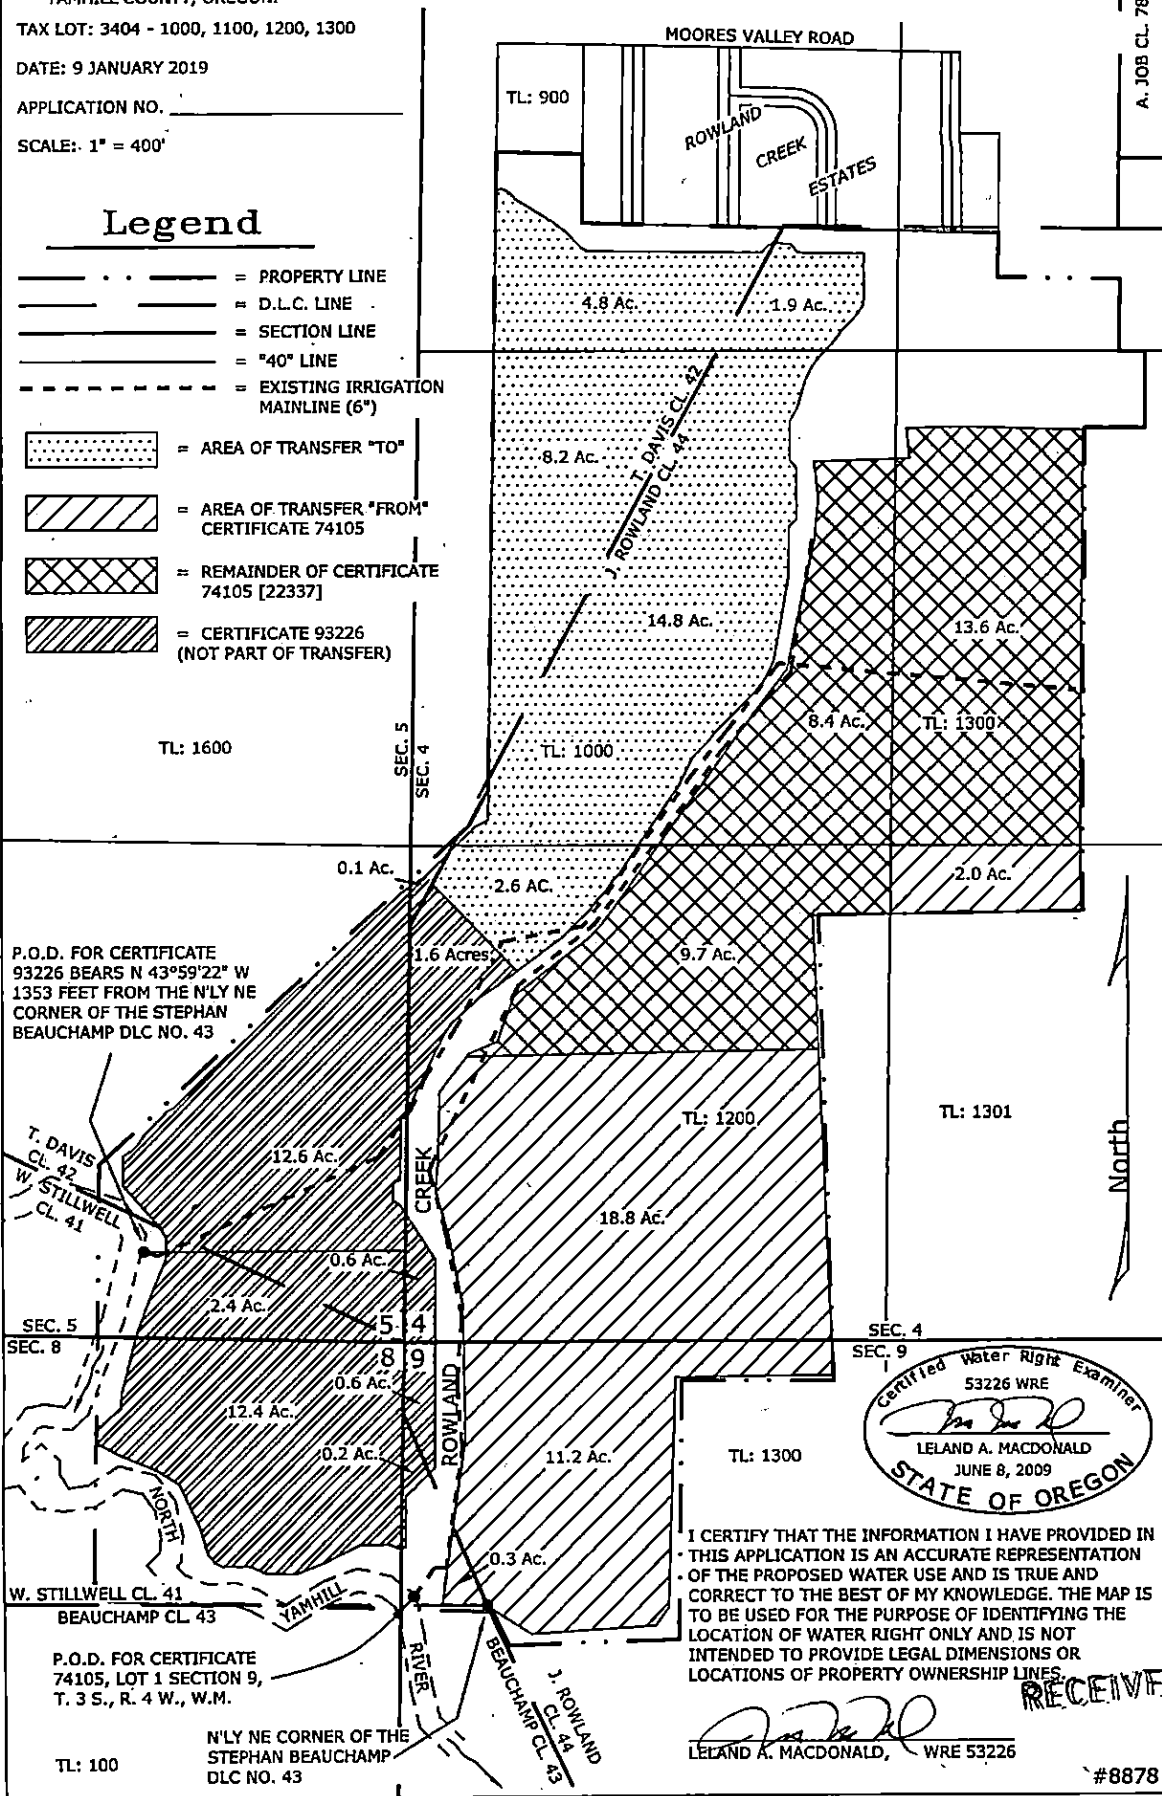 TAX LOT: 3404 - 1000, 1100, 1200, 1300
DATE: 9 JANUARY 2019
APPLICATION NO.
SCALE: 1" = 400'
Legend
= PROPERTY LINE
= D.L.C. LINE
= SECTION LINE
= "40" LINE
= EXISTING IRRIGATION
MAINLINE (6")
= AREA OF TRANSFER "TO"
= AREA OF TRANSFER "FROM"
CERTIFICATE 74105
= REMAINDER OF CERTIFICATE
74105 [22337]
= CERTIFICATE 93226
(NOT PART OF TRANSFER)
MOORES VALLEY ROAD
A. JOB CL. 78
TL: 900
ROWLAND
CREEK
ESTATES
4.8 Ac.
1.9 Ac.
T. DAVIS CL. 42
J. ROWLAND CL. 44
8.2 Ac.
14.8 Ac.
13.6 Ac.
8.4 Ac.
TL: 1300
TL: 1600
SEC. 5
SEC. 4
TL: 1000
0.1 Ac.
2.6 AC.
2.0 Ac.
1.6 Acres
9.7 Ac.
P.O.D. FOR CERTIFICATE
93226 BEARS N 43°59'22" W
1353 FEET FROM THE N'LY NE
CORNER OF THE STEPHAN
BEAUCHAMP DLC NO. 43
TL: 1200
TL: 1301
North
T. DAVIS
CL. 42
W. STILLWELL
CL. 41
12.6 Ac.
CREEK
18.8 Ac.
0.6 Ac.
2.4 Ac.
SEC. 5
SEC. 8
5 4
8 9
SEC. 4
SEC. 9
0.6 Ac.
12.4 Ac.
0.2 Ac.
ROWLAND
11.2 Ac.
TL: 1300
Certified Water Right Examiner
53226 WRE
LELAND A. MACDONALD
JUNE 8, 2009
STATE OF OREGON
NORTH
YAMHILL
RIVER
0.3 Ac.
W. STILLWELL CL. 41
BEAUCHAMP CL. 43
P.O.D. FOR CERTIFICATE
74105, LOT 1 SECTION 9,
T. 3 S., R. 4 W., W.M.
J. ROWLAND
CL. 44
BEAUCHAMP CL. 43
N'LY NE CORNER OF THE
STEPHAN BEAUCHAMP
DLC NO. 43
TL: 100
I CERTIFY THAT THE INFORMATION I HAVE PROVIDED IN
THIS APPLICATION IS AN ACCURATE REPRESENTATION
OF THE PROPOSED WATER USE AND IS TRUE AND
CORRECT TO THE BEST OF MY KNOWLEDGE. THE MAP IS
TO BE USED FOR THE PURPOSE OF IDENTIFYING THE
LOCATION OF WATER RIGHT ONLY AND IS NOT
INTENDED TO PROVIDE LEGAL DIMENSIONS OR
LOCATIONS OF PROPERTY OWNERSHIP LINES.
RECEIVE
LELAND A. MACDONALD, WRE 53226
#8878